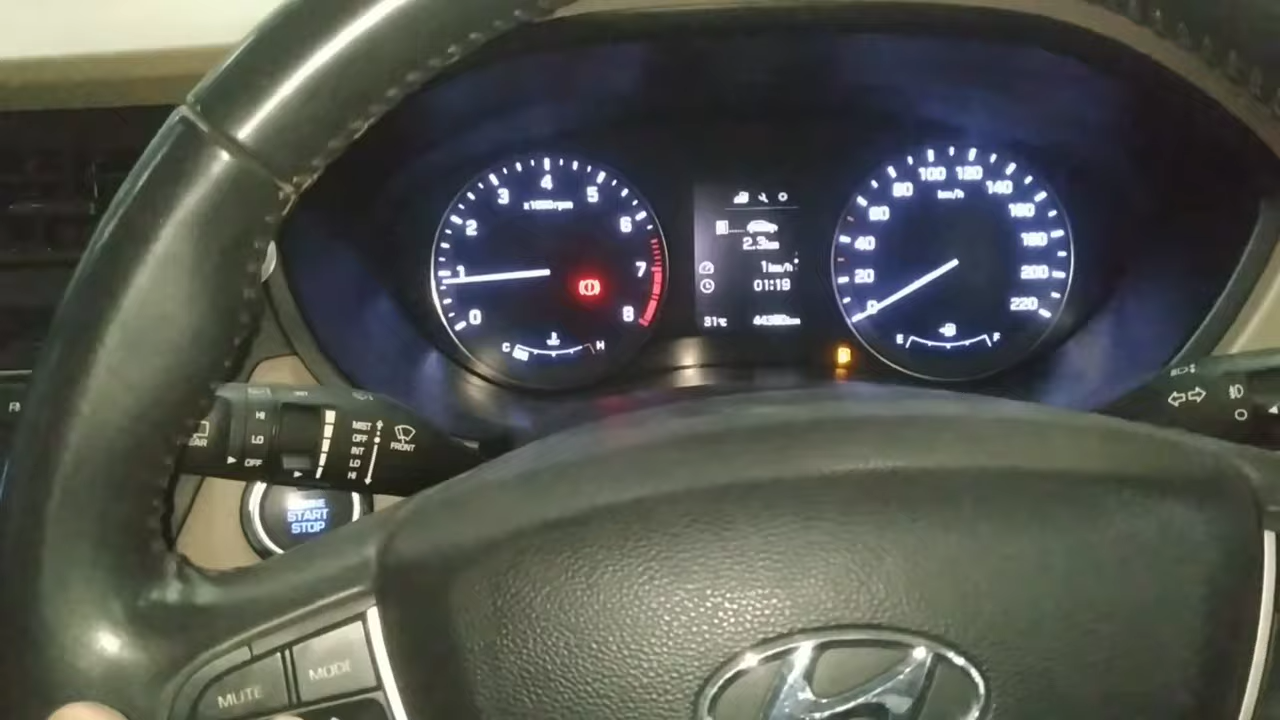 0
1
2
3
4
5
6
7
8
x1000rpm
C
H
2.3km
1km/h
01:19
31°C
0
20
40
60
80
100
120
140
160
180
200
220
km/h
E
F
HI
LO
OFF
MIST
OFF
INT
LO
HI
FRONT
START
STOP
MUTE
MODE